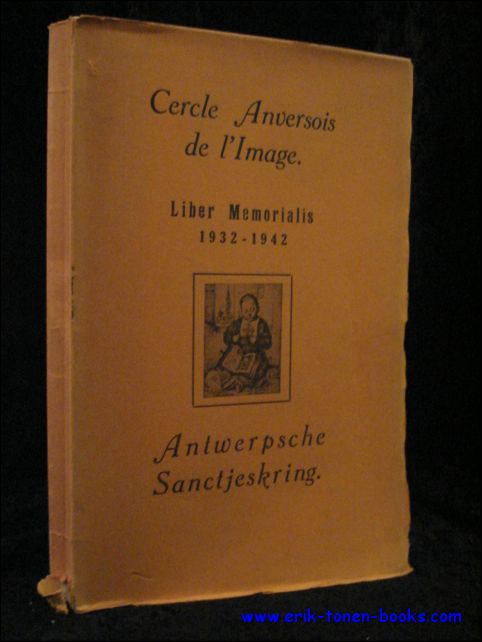 Cercle Anversois
de l'Image.
Liber Memorialis
1932-1942
Antwerpsche
Sanctjeskring.
www.erik-tonen-books.com